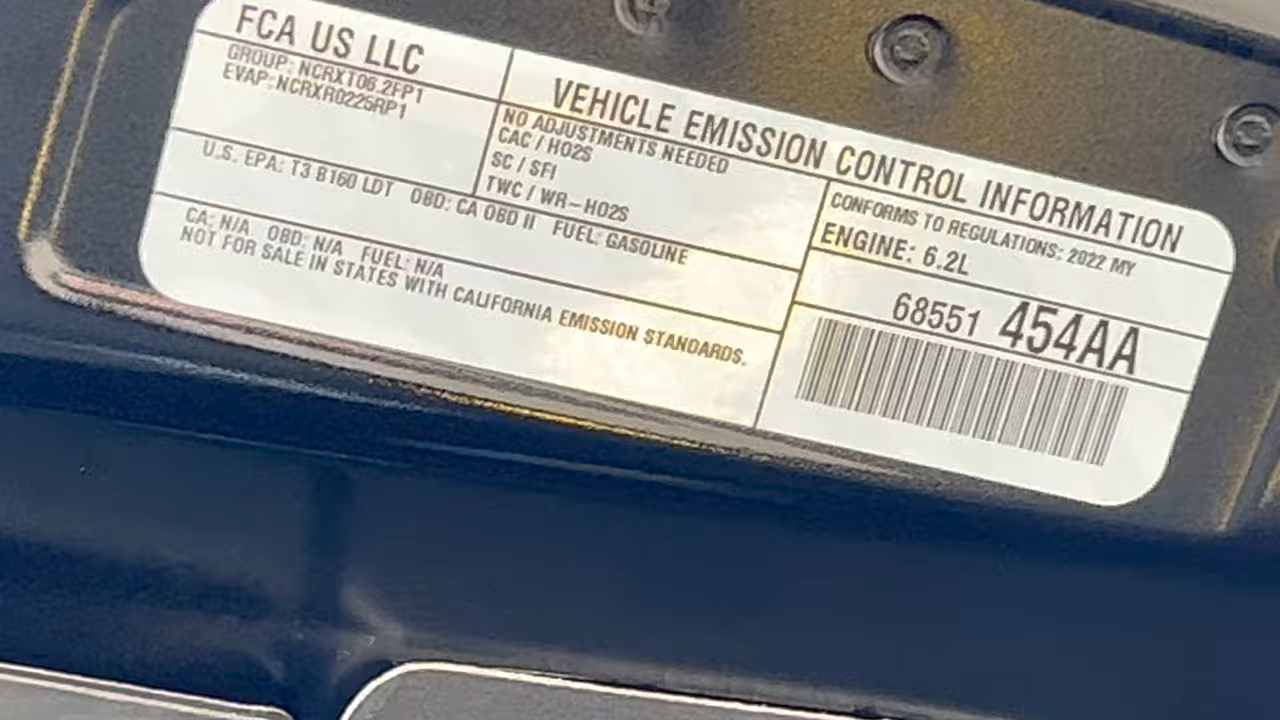 FCA US LLC
GROUP: NCRXT06.2FP1
EVAP: NCRXR0225RP1
VEHICLE EMISSION CONTROL INFORMATION
NO ADJUSTMENTS NEEDED
CAC / HO2S
SC / SFI
TWC / WR-HO2S
CONFORMS TO REGULATIONS: 2022 MY
ENGINE: 6.2L
U.S. EPA: T3 B160 LDT OBD: CA OBD II FUEL: GASOLINE
CA: N/A OBD: N/A FUEL: N/A
NOT FOR SALE IN STATES WITH CALIFORNIA EMISSION STANDARDS.
68551 454AA